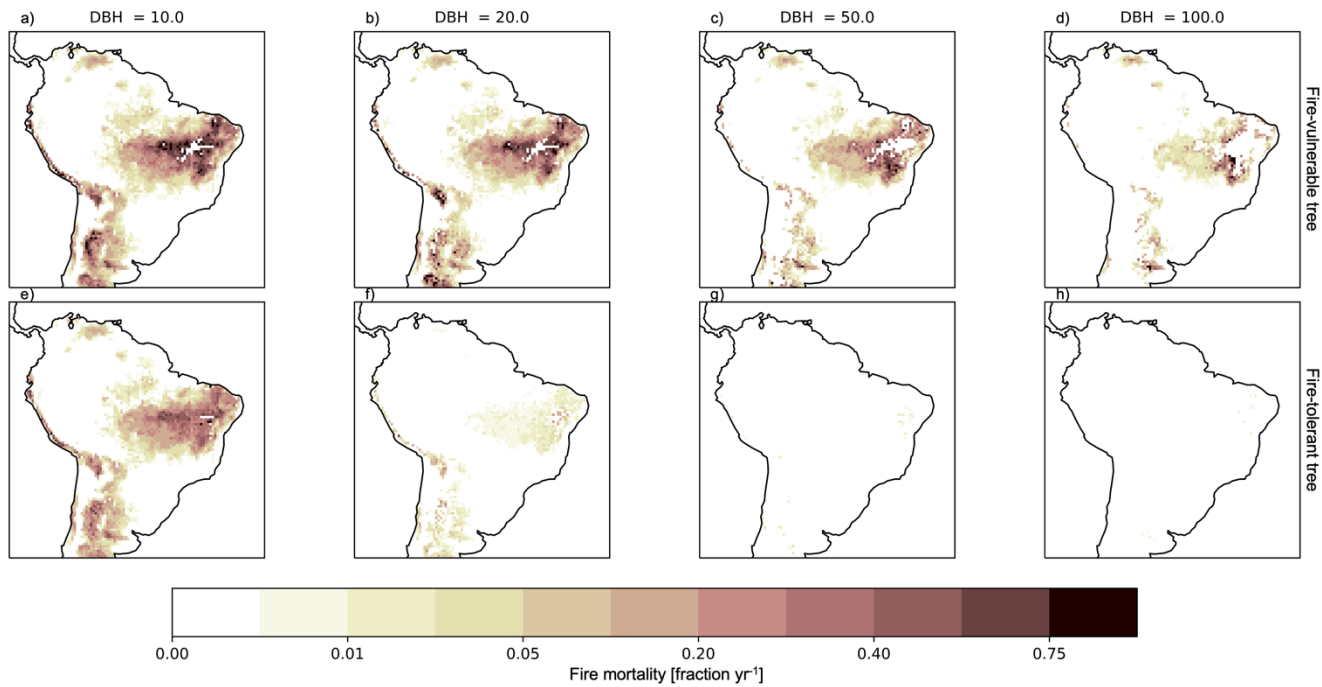 a) DBH = 10.0
b) DBH = 20.0
c) DBH = 50.0
d) DBH = 100.0
Fire-vulnerable tree
e)
f)
g)
h)
Fire-tolerant tree
0.00 0.01 0.05 0.20 0.40 0.75
Fire mortality [fraction yr⁻¹]